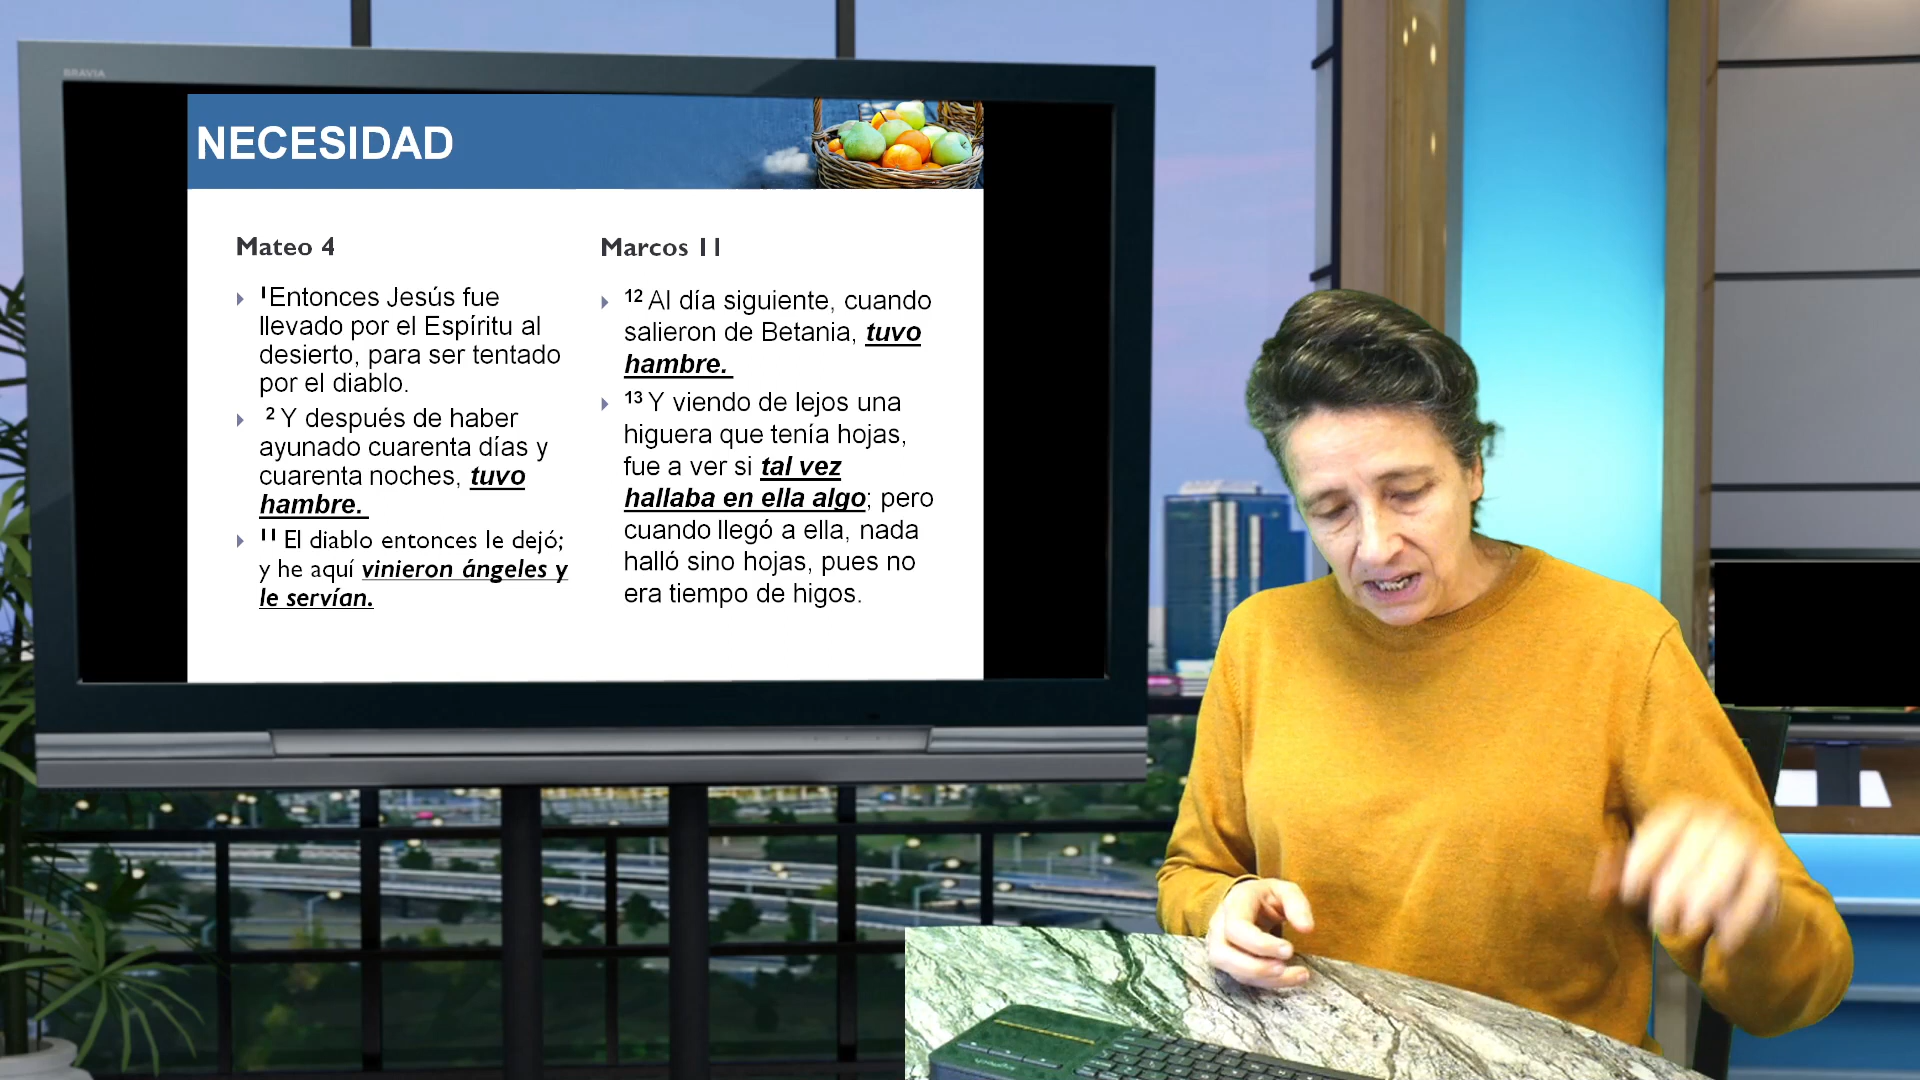 BRAVIA
NECESIDAD
Mateo 4
1Entonces Jesús fue
llevado por el Espíritu al
desierto, para ser tentado
por el diablo.
2 Y después de haber
ayunado cuarenta días y
cuarenta noches, tuvo
hambre.
11 El diablo entonces le dejó;
y he aquí vinieron ángeles y
le servían.
Marcos 11
12 Al día siguiente, cuando
salieron de Betania, tuvo
hambre.
13 Y viendo de lejos una
higuera que tenía hojas,
fue a ver si tal vez
hallaba en ella algo; pero
cuando llegó a ella, nada
halló sino hojas, pues no
era tiempo de higos.